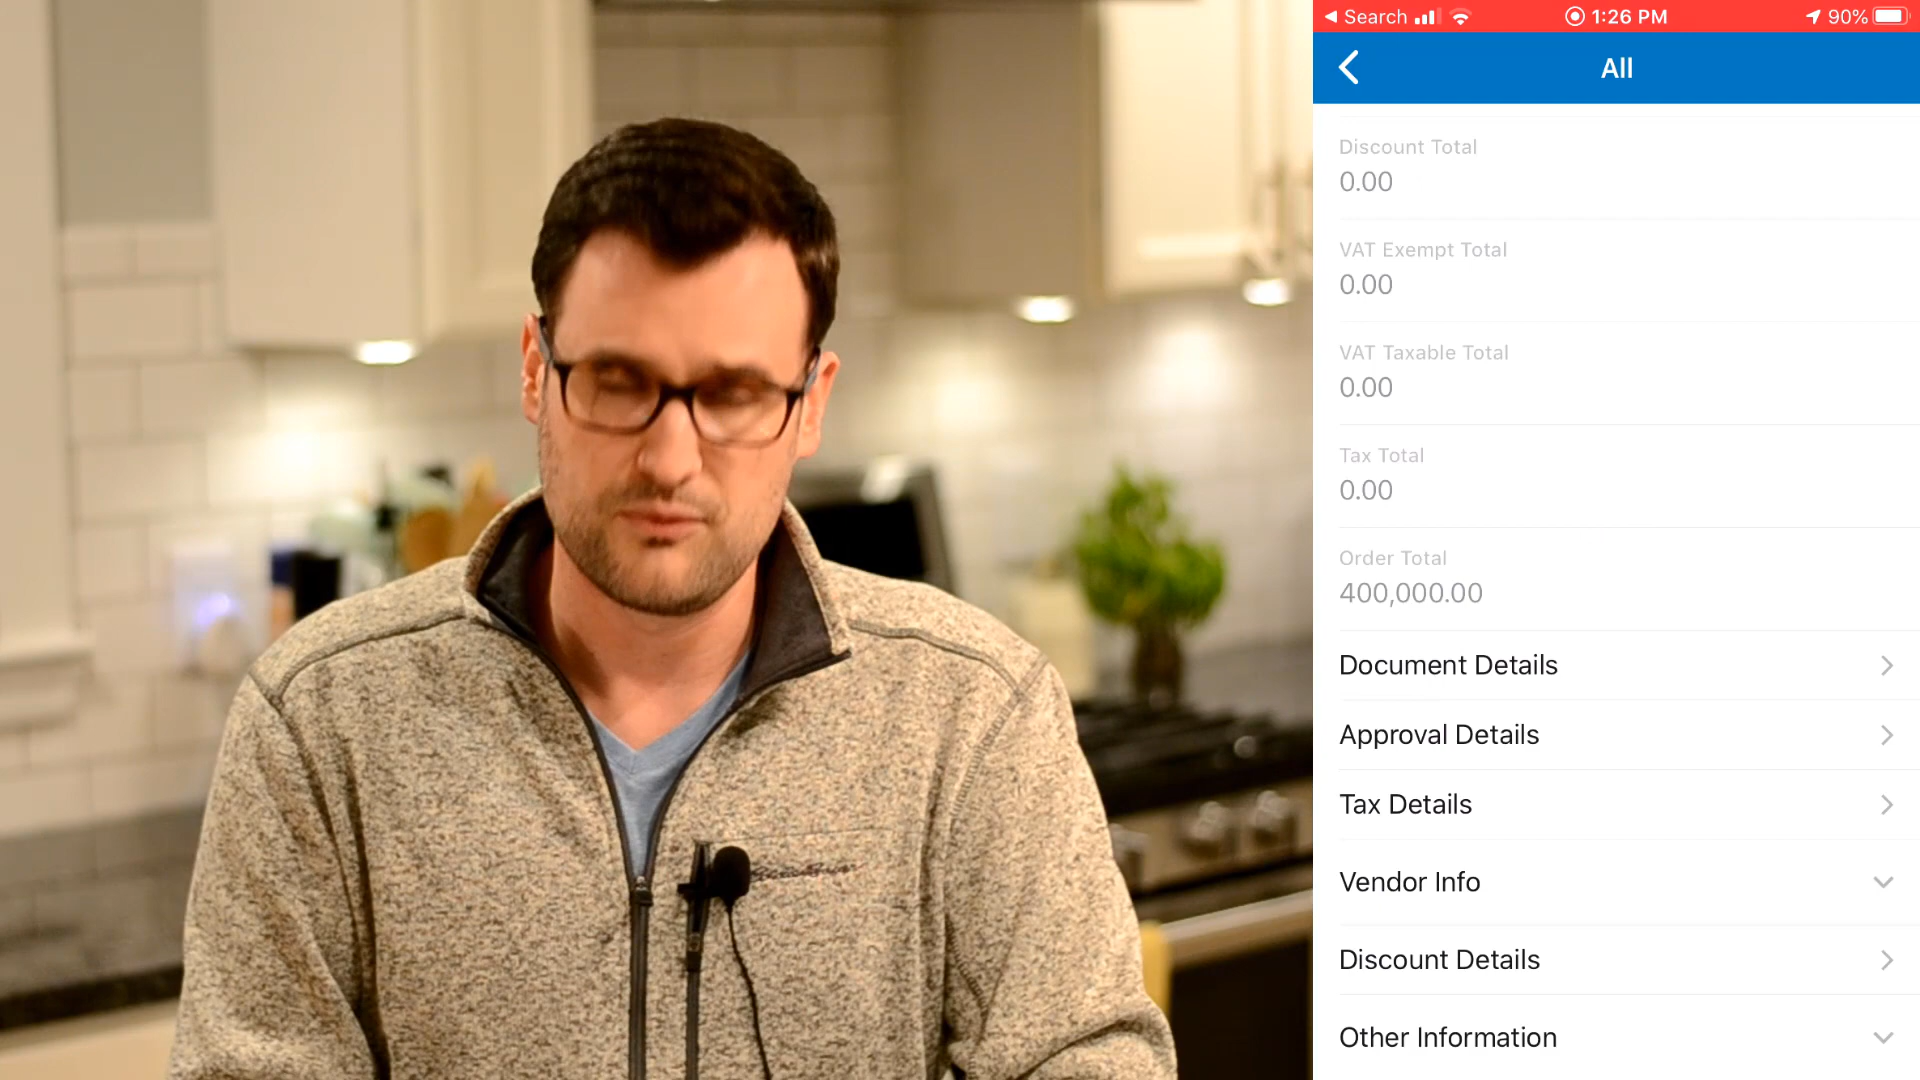 Search
1:26 PM
90%
All
Discount Total
0.00
VAT Exempt Total
0.00
VAT Taxable Total
0.00
Tax Total
0.00
Order Total
400,000.00
Document Details
Approval Details
Tax Details
Vendor Info
Discount Details
Other Information